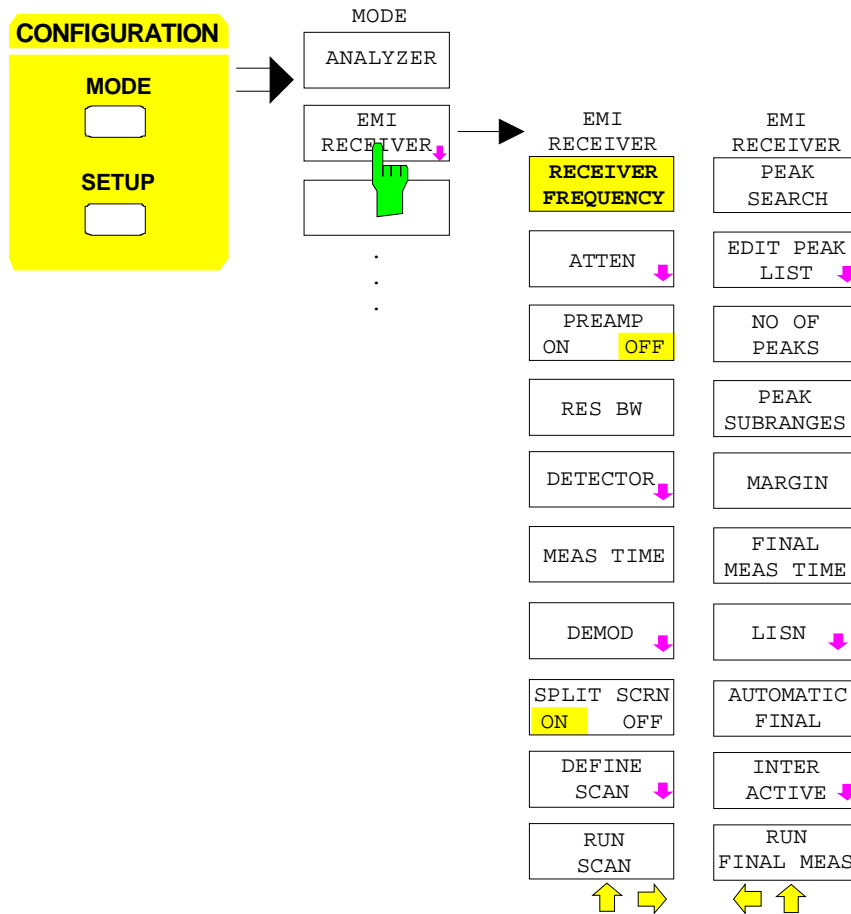 CONFIGURATION
MODE
SETUP
MODE
ANALYZER
EMI
RECEIVER
.
.
.
EMI
RECEIVER
RECEIVER
FREQUENCY
ATTEN
PREAMP
ON OFF
RES BW
DETECTOR
MEAS TIME
DEMOD
SPLIT SCRN
ON OFF
DEFINE
SCAN
RUN
SCAN
EMI
RECEIVER
PEAK
SEARCH
EDIT PEAK
LIST
NO OF
PEAKS
PEAK
SUBRANGES
MARGIN
FINAL
MEAS TIME
LISN
AUTOMATIC
FINAL
INTER
ACTIVE
RUN
FINAL MEAS